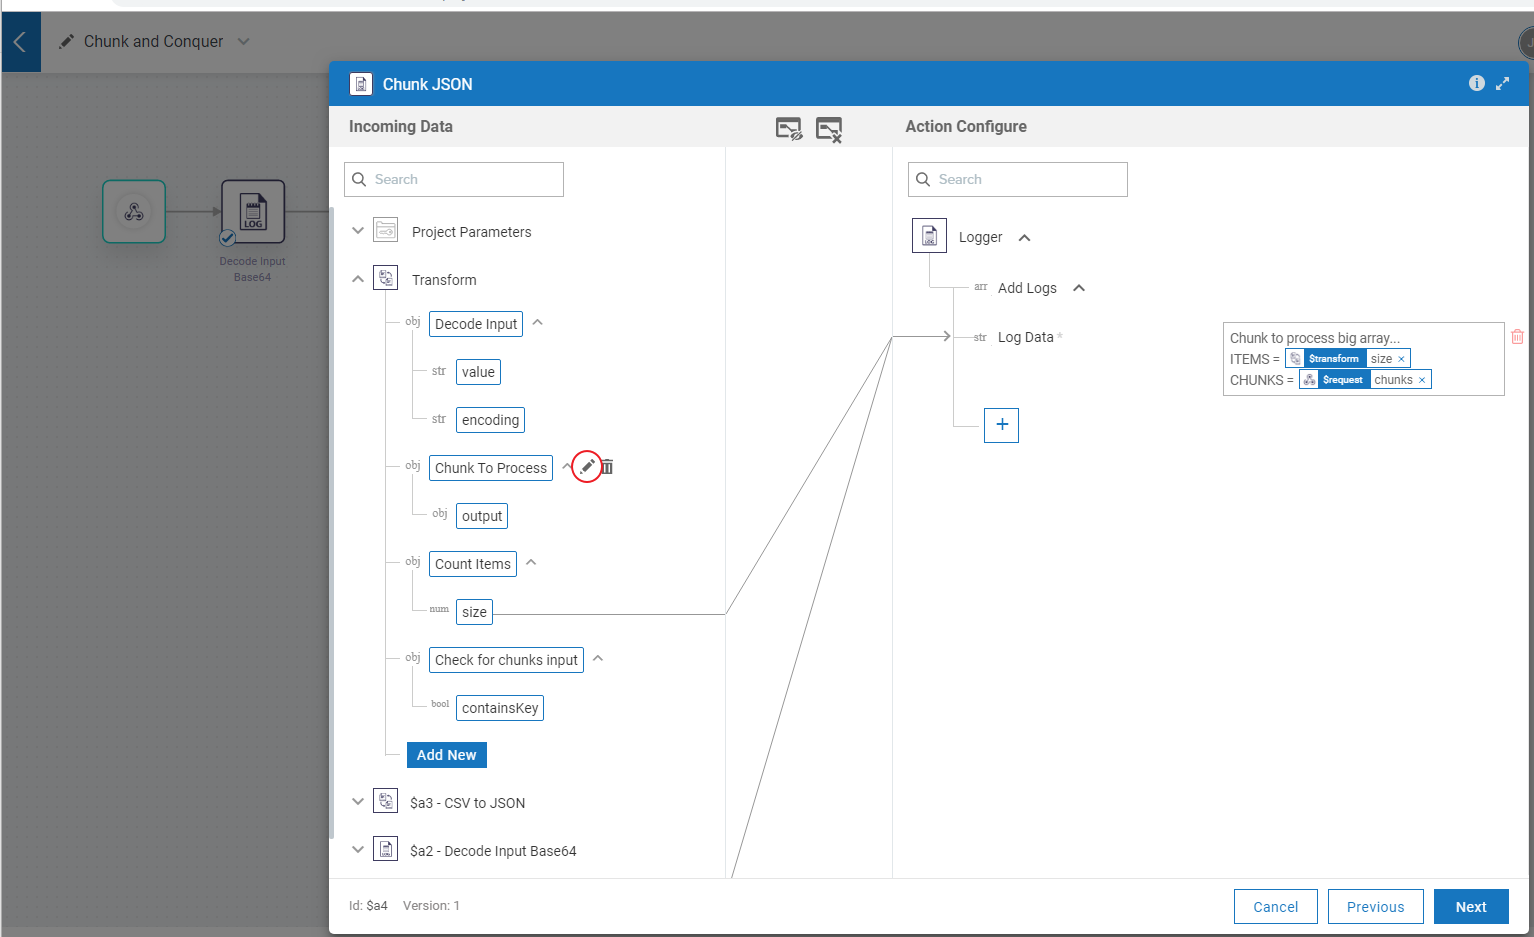 Chunk and Conquer
LOG
Decode Input
Base64
Chunk JSON
Incoming Data
Action Configure
Search
Search
Project Parameters
Transform
obj Decode Input
str value
str encoding
obj Chunk To Process
obj output
obj Count Items
num size
obj Check for chunks input
bool containsKey
Add New
$a3 - CSV to JSON
$a2 - Decode Input Base64
Logger
arr Add Logs
str Log Data *
Chunk to process big array...
ITEMS = $transform size ×
CHUNKS = $request chunks ×
+
Id: $a4 Version: 1
Cancel
Previous
Next